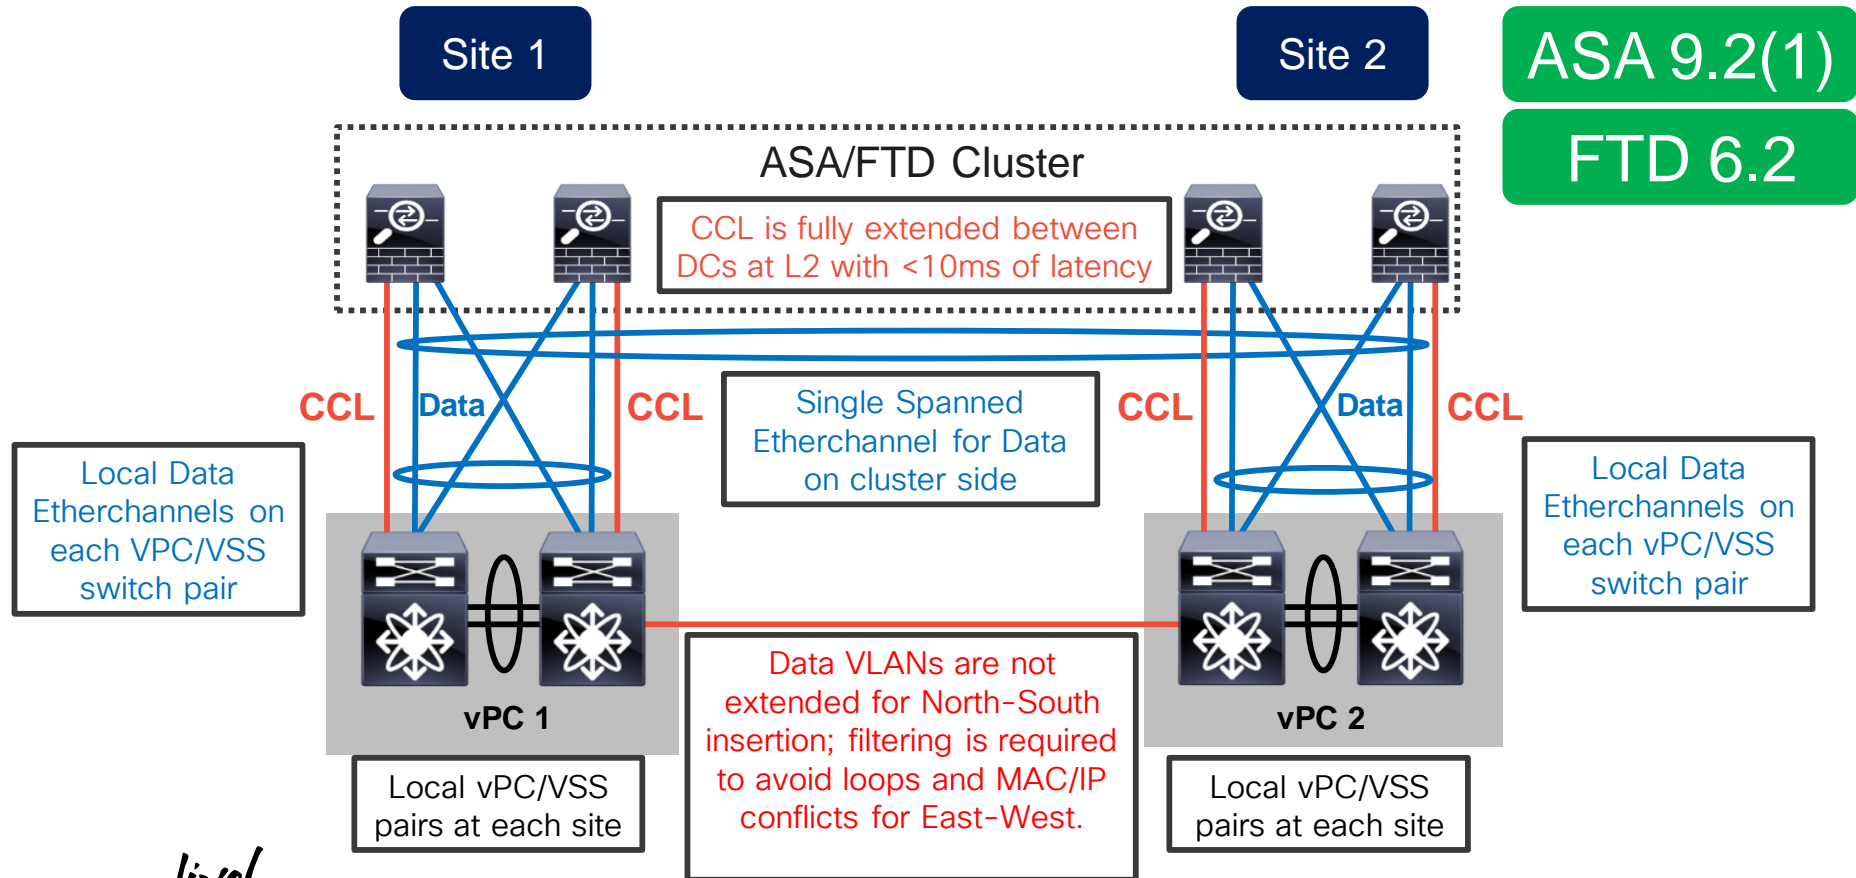 Site 1
Site 2
ASA 9.2(1)
FTD 6.2
ASA/FTD Cluster
CCL is fully extended between
DCs at L2 with <10ms of latency
CCL
Data
CCL
Single Spanned
Etherchannel for Data
on cluster side
CCL
Data
CCL
Local Data
Etherchannels on
each VPC/VSS
switch pair
Local Data
Etherchannels on
each vPC/VSS
switch pair
vPC 1
Data VLANs are not
extended for North-South
insertion; filtering is required
to avoid loops and MAC/IP
conflicts for East-West.
vPC 2
Local vPC/VSS
pairs at each site
Local vPC/VSS
pairs at each site